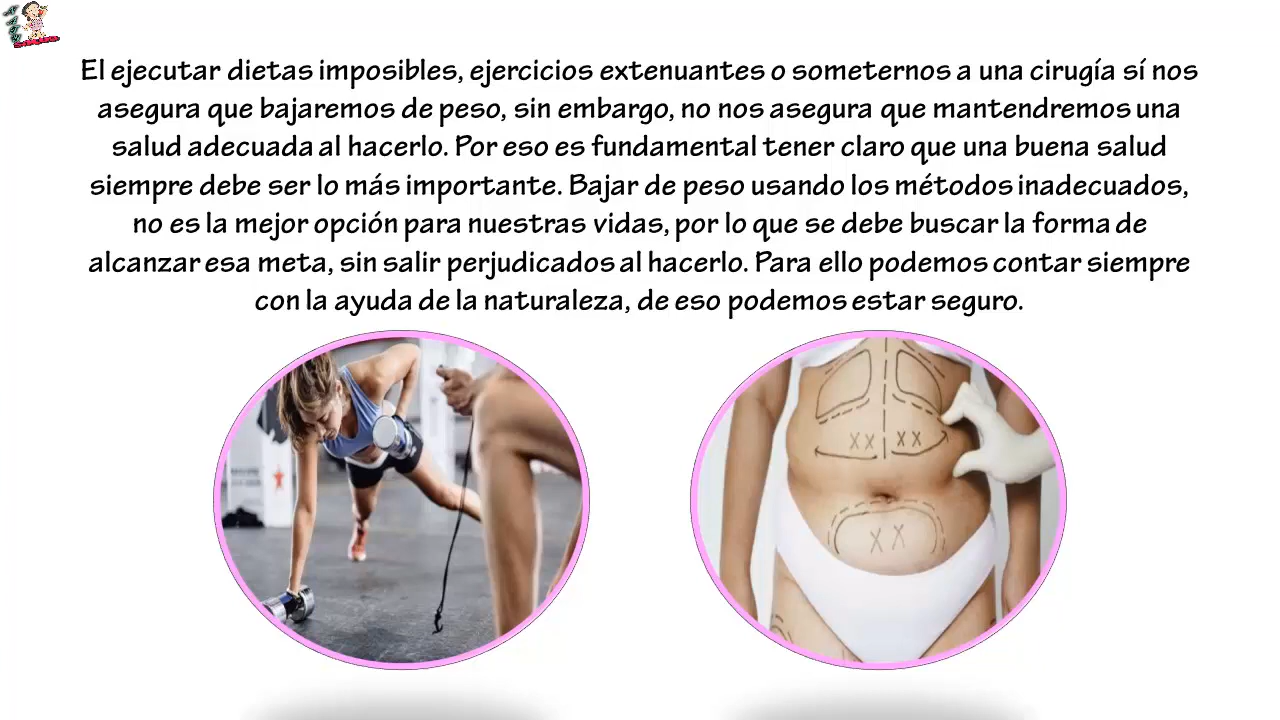 El ejecutar dietas imposibles, ejercicios extenuantes o someternos a una cirugía sí nos
asegura que bajaremos de peso, sin embargo, no nos asegura que mantendremos una
salud adecuada al hacerlo. Por eso es fundamental tener claro que una buena salud
siempre debe ser lo más importante. Bajar de peso usando los métodos inadecuados,
no es la mejor opción para nuestras vidas, por lo que se debe buscar la forma de
alcanzar esa meta, sin salir perjudicados al hacerlo. Para ello podemos contar siempre
con la ayuda de la naturaleza, de eso podemos estar seguro.
XX XX
X X